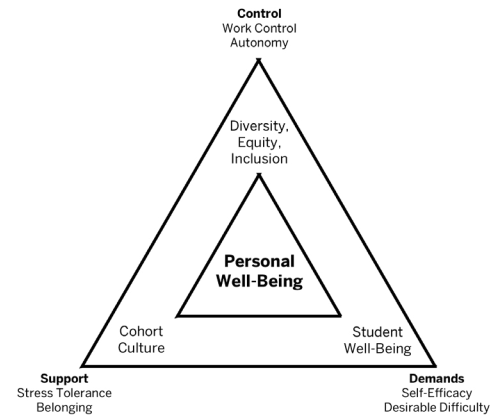 Control
Work Control
Autonomy
Diversity,
Equity,
Inclusion
Personal
Well-Being
Cohort
Culture
Student
Well-Being
Support
Stress Tolerance
Belonging
Demands
Self-Efficacy
Desirable Difficulty